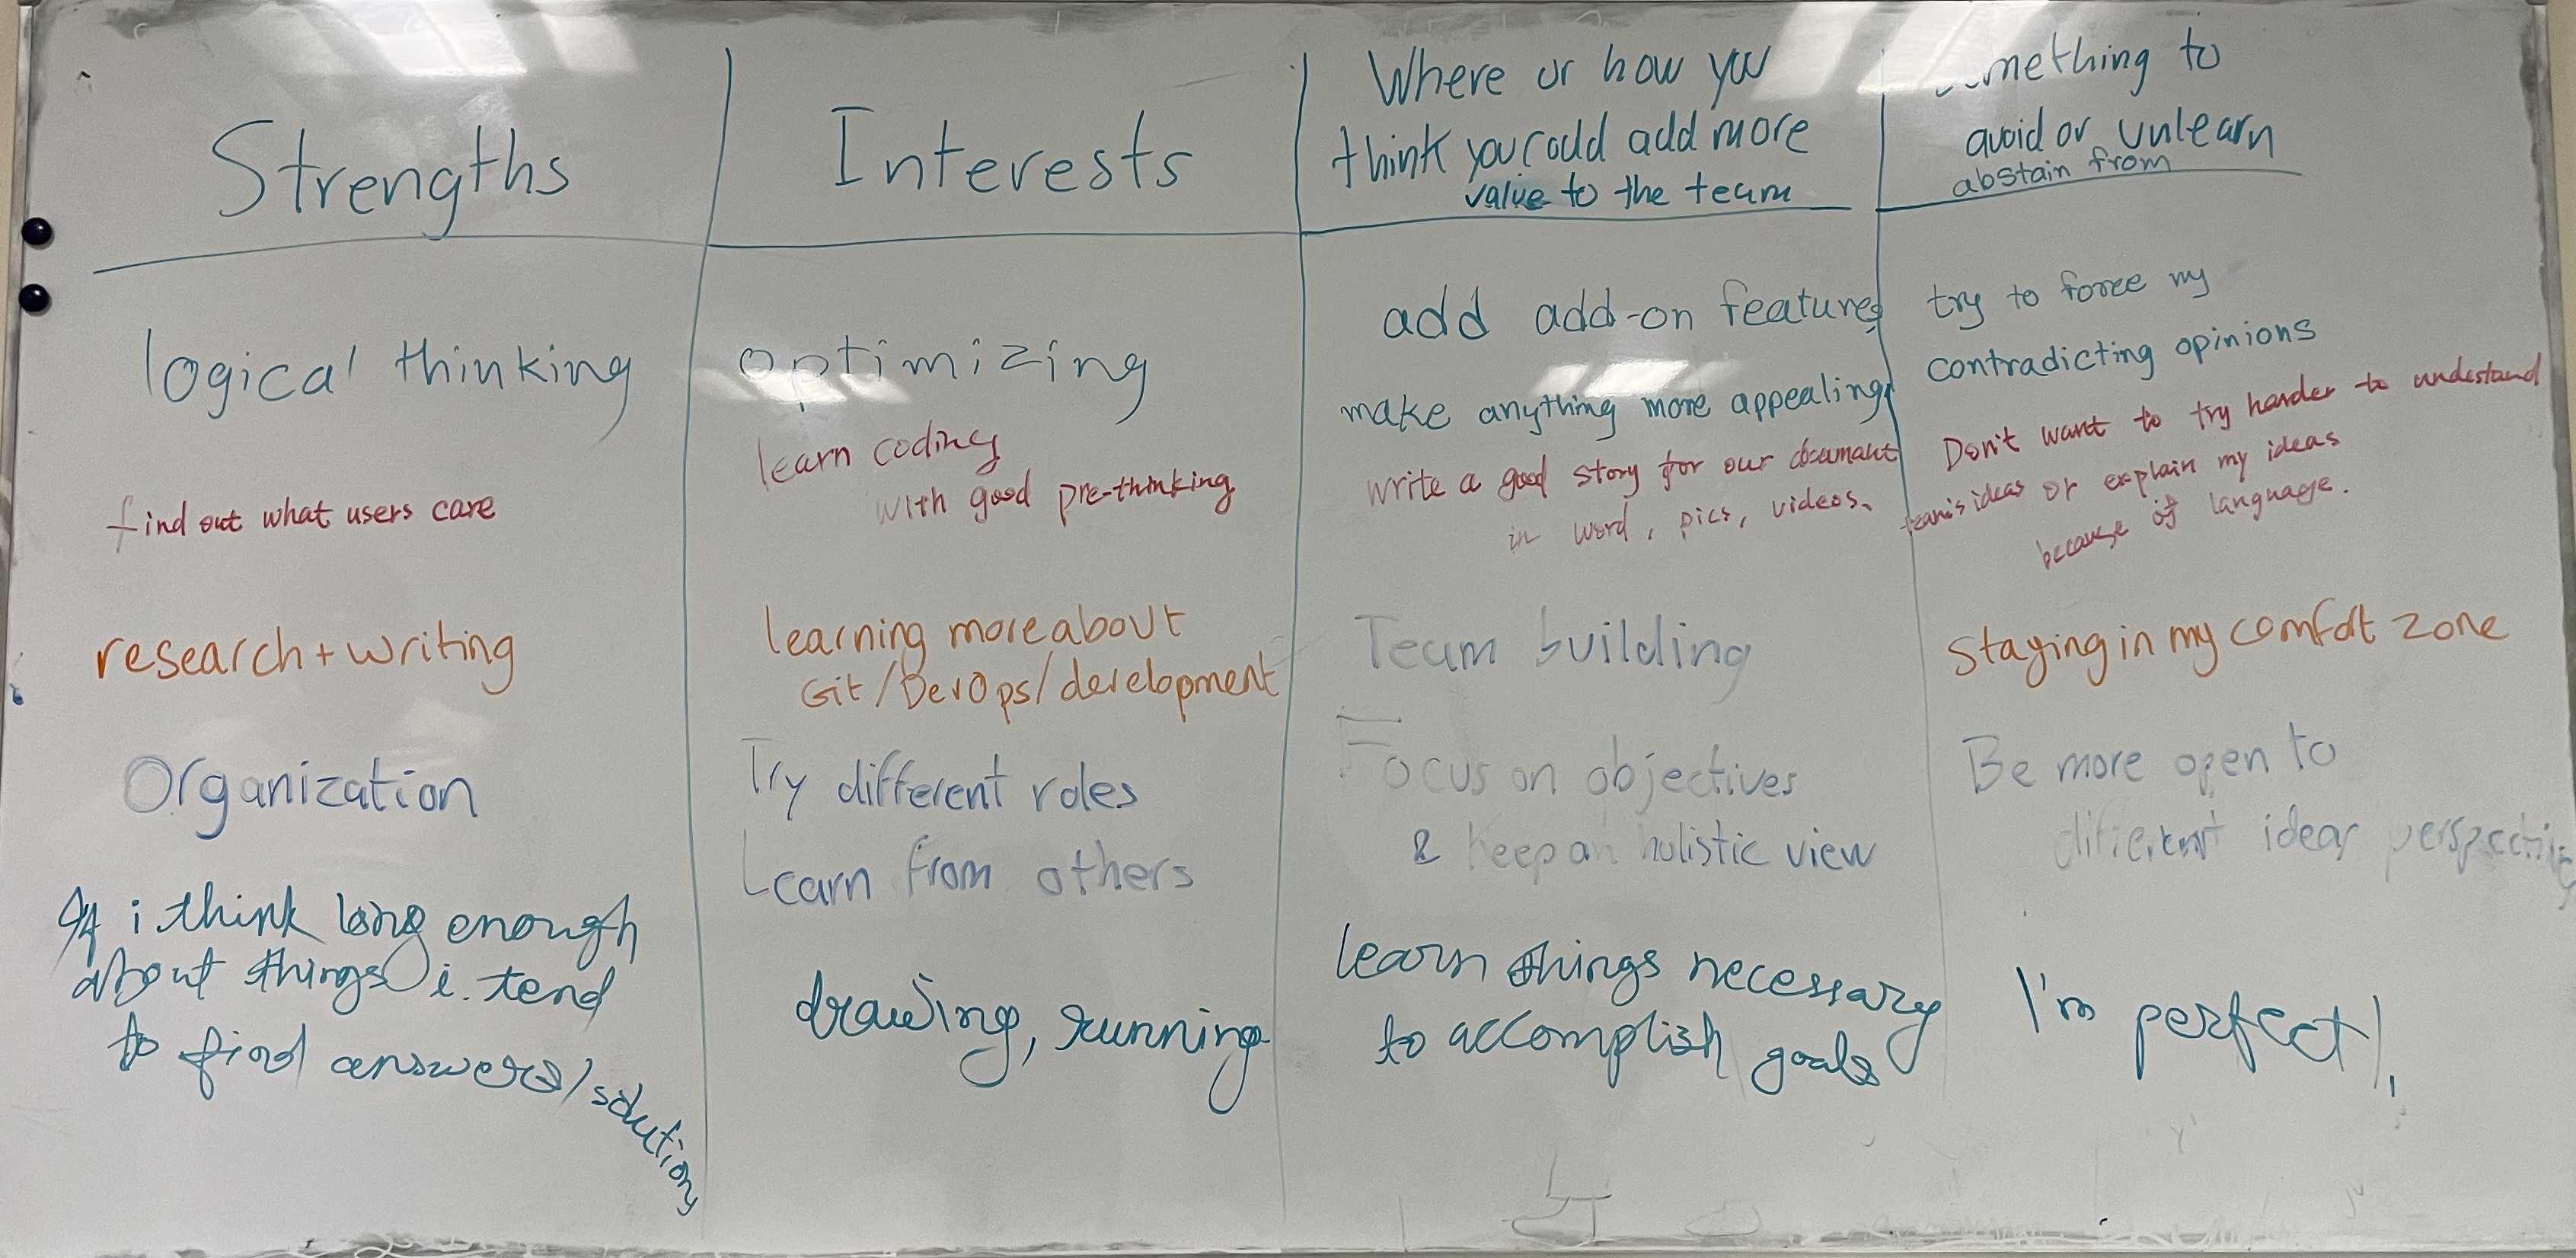 Strengths
Interests
Where or how you
think you could add more
value to the team
something to
avoid or unlearn
abstain from
logical thinking
optimizing
add add-on features
make anything more appealing
try to force my
contradicting opinions
find out what users care
learn coding
with good pre-thinking
write a good story for our documant
in word, pics, videos.
Don't want to try harder to undestand
team's ideas or explain my ideas
because of language.
research + writing
learning more about
Git/DevOps/development
Team building
staying in my comfort zone
Organization
Try different roles
Learn from others
Focus on objectives
& Keep an holistic view
Be more open to
different ideas
If i think long enough
about things i tend
to find answers/solutions
drawing, running
learn things necessary
to accomplish goals
I'm perfect!